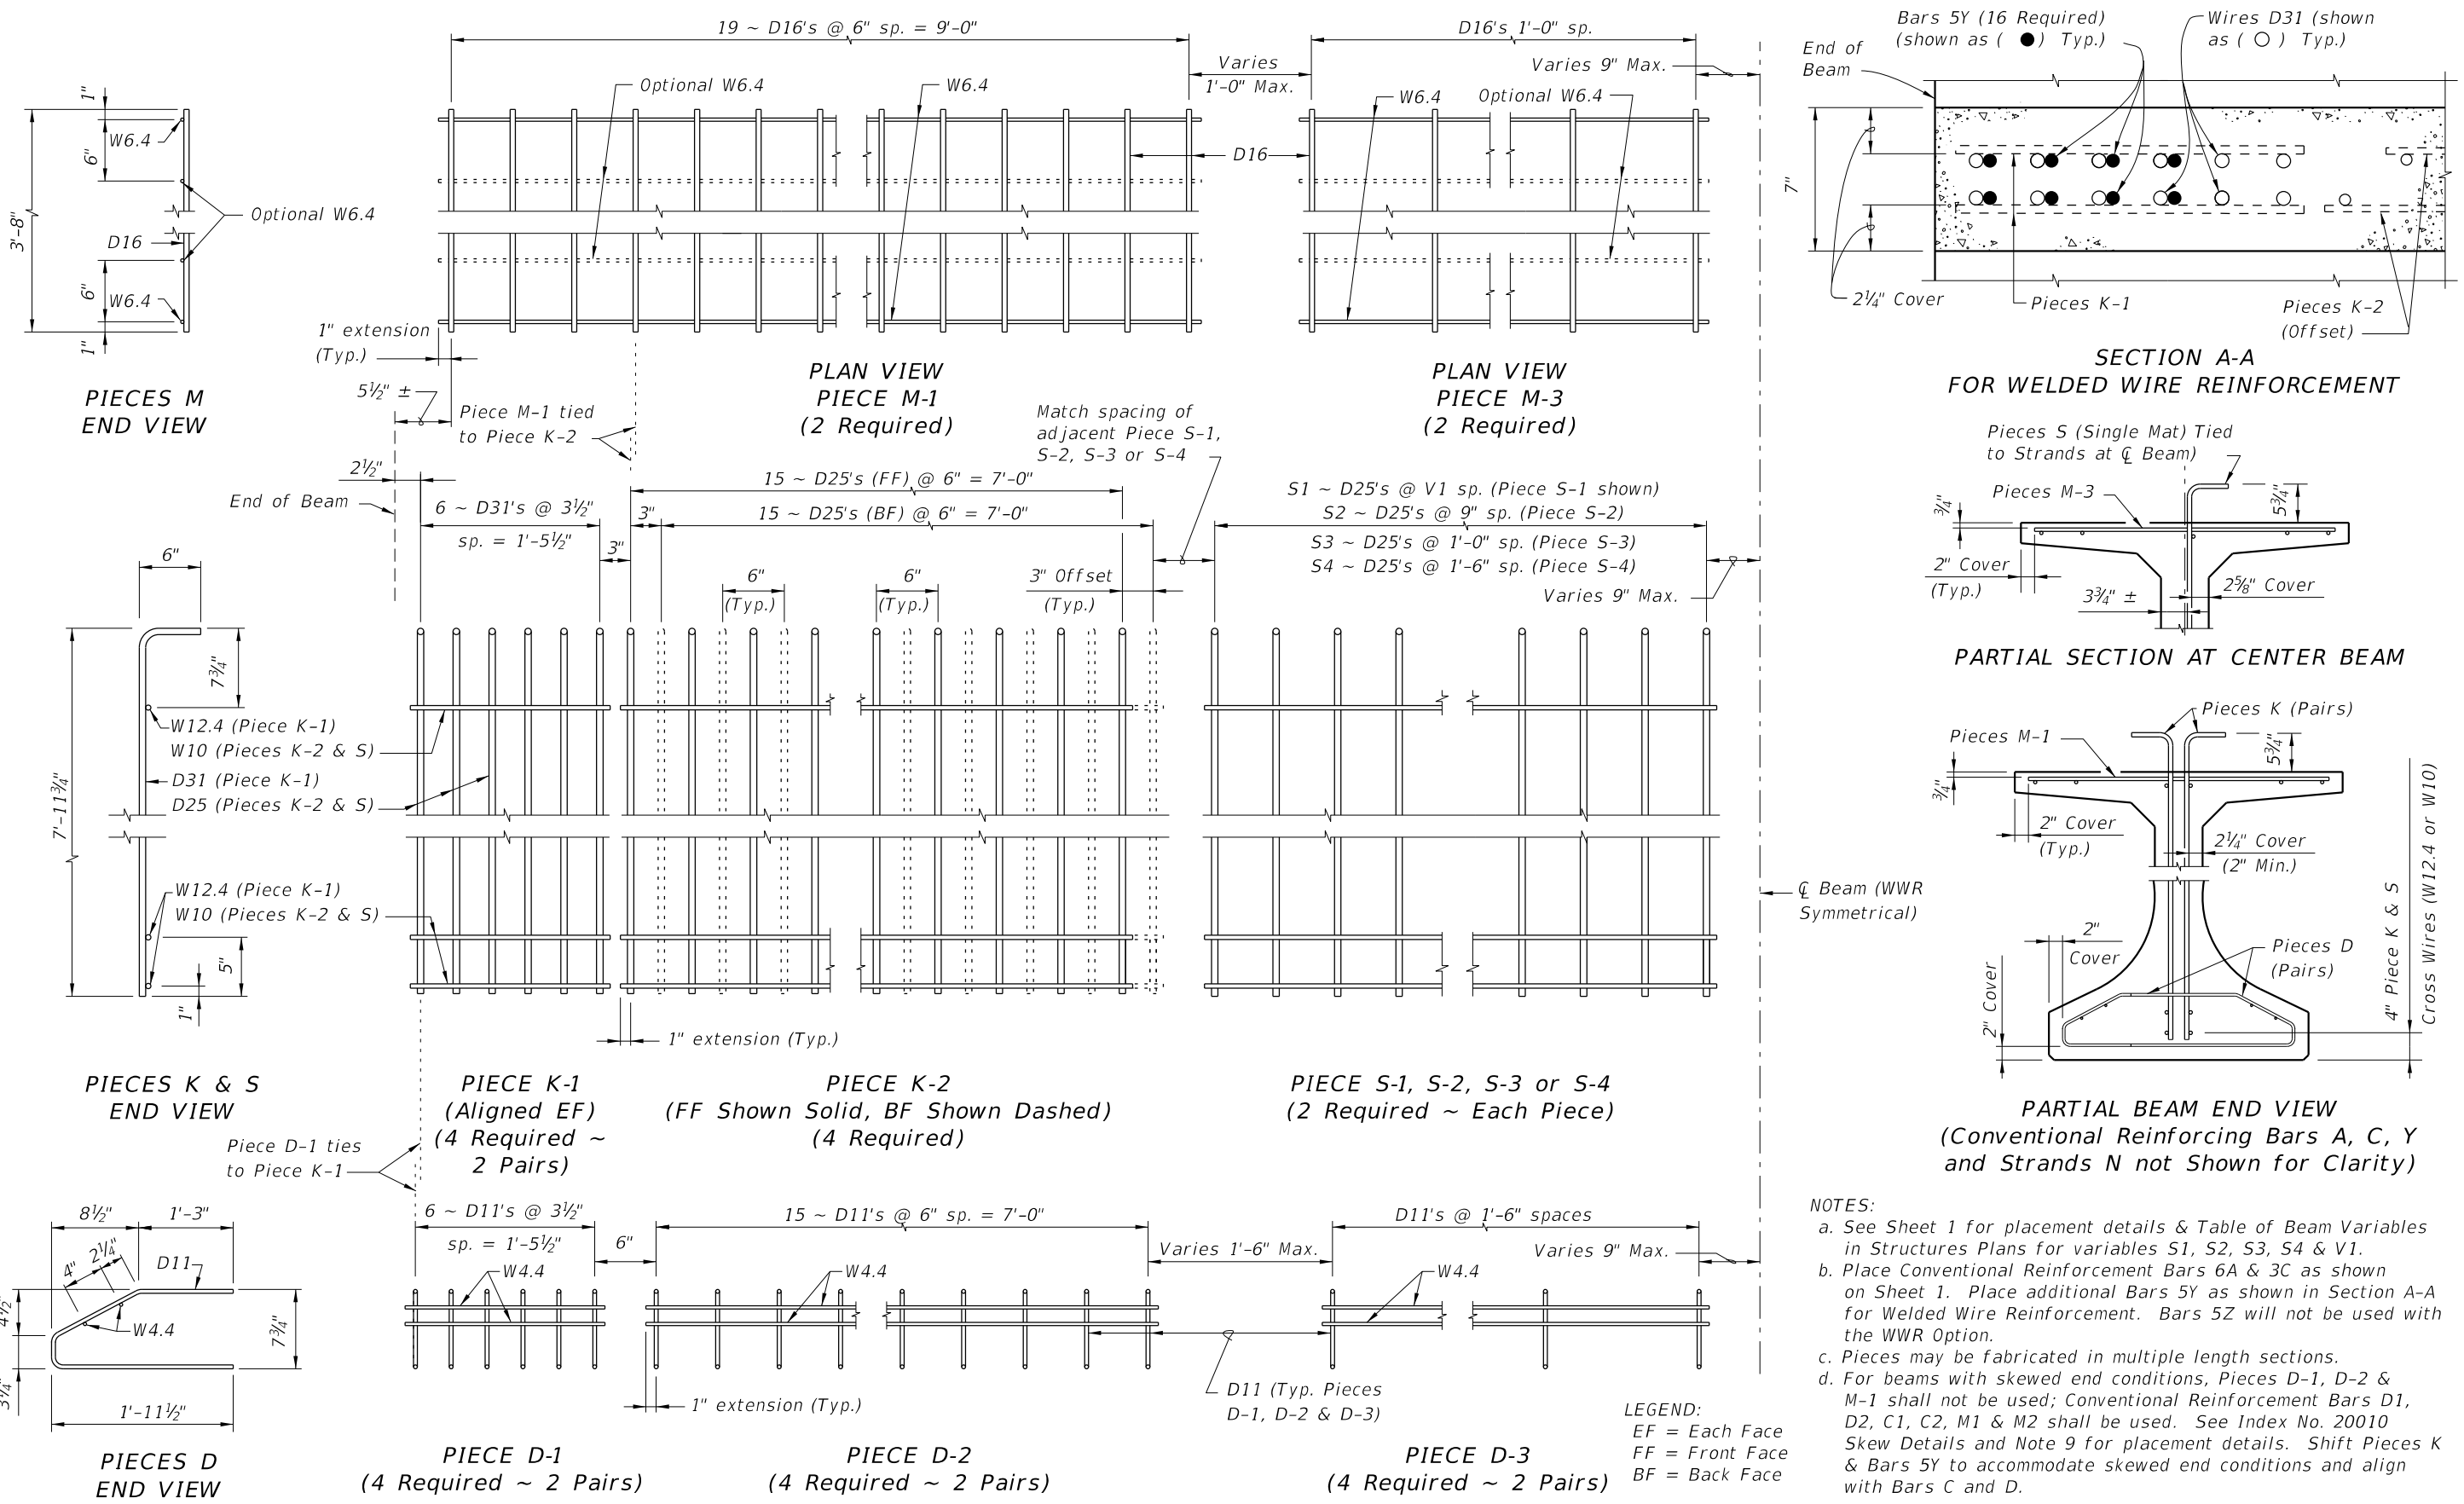 19 ~ D16's @ 6" sp. = 9'-0"
D16's 1'-0" sp.
Varies
1'-0" Max.
Varies 9" Max.
Optional W6.4
W6.4
W6.4
Optional W6.4
D16
1"
W6.4
6"
3'-8"
Optional W6.4
D16
6"
W6.4
1"
PIECES M
END VIEW
1" extension
(Typ.)
5½" ±
PLAN VIEW
PIECE M-1
(2 Required)
PLAN VIEW
PIECE M-3
(2 Required)
Bars 5Y (16 Required)
(shown as ( ● ) Typ.)
Wires D31 (shown
as ( ○ ) Typ.)
End of
Beam
7"
2¼" Cover
Pieces K-1
Pieces K-2
(Offset)
SECTION A-A
FOR WELDED WIRE REINFORCEMENT
Piece M-1 tied
to Piece K-2
Match spacing of
adjacent Piece S-1,
S-2, S-3 or S-4
2½"
End of Beam
6 ~ D31's @ 3½"
sp. = 1'-5½"
3"
15 ~ D25's (FF) @ 6" = 7'-0"
3"
15 ~ D25's (BF) @ 6" = 7'-0"
6"
(Typ.)
6"
(Typ.)
3" Offset
(Typ.)
S1 ~ D25's @ V1 sp. (Piece S-1 shown)
S2 ~ D25's @ 9" sp. (Piece S-2)
S3 ~ D25's @ 1'-0" sp. (Piece S-3)
S4 ~ D25's @ 1'-6" sp. (Piece S-4)
Varies 9" Max.
6"
7¾"
W12.4 (Piece K-1)
W10 (Pieces K-2 & S)
D31 (Piece K-1)
D25 (Pieces K-2 & S)
7'-11¾"
W12.4 (Piece K-1)
W10 (Pieces K-2 & S)
5"
1"
1" extension (Typ.)
℄ Beam (WWR
Symmetrical)
PIECES K & S
END VIEW
PIECE K-1
(Aligned EF)
(4 Required ~
2 Pairs)
PIECE K-2
(FF Shown Solid, BF Shown Dashed)
(4 Required)
PIECE S-1, S-2, S-3 or S-4
(2 Required ~ Each Piece)
Pieces S (Single Mat) Tied
to Strands at ℄ Beam)
Pieces M-3
¾"
5¾"
2" Cover
(Typ.)
3¾" ±
2⅝" Cover
PARTIAL SECTION AT CENTER BEAM
Pieces K (Pairs)
Pieces M-1
5¾"
¾"
2" Cover
(Typ.)
2¼" Cover
(2" Min.)
2"
Cover
Pieces D
(Pairs)
2" Cover
4" Piece K & S
Cross Wires (W12.4 or W10)
PARTIAL BEAM END VIEW
(Conventional Reinforcing Bars A, C, Y
and Strands N not Shown for Clarity)
Piece D-1 ties
to Piece K-1
8½"
1'-3"
4"
2¼"
D11
4½"
W4.4
7¾"
3¼"
1'-11½"
PIECES D
END VIEW
6 ~ D11's @ 3½"
sp. = 1'-5½"
6"
W4.4
15 ~ D11's @ 6" sp. = 7'-0"
W4.4
Varies 1'-6" Max.
D11's @ 1'-6" spaces
Varies 9" Max.
W4.4
1" extension (Typ.)
D11 (Typ. Pieces
D-1, D-2 & D-3)
PIECE D-1
(4 Required ~ 2 Pairs)
PIECE D-2
(4 Required ~ 2 Pairs)
PIECE D-3
(4 Required ~ 2 Pairs)
LEGEND:
EF = Each Face
FF = Front Face
BF = Back Face
NOTES:
a. See Sheet 1 for placement details & Table of Beam Variables
in Structures Plans for variables S1, S2, S3, S4 & V1.
b. Place Conventional Reinforcement Bars 6A & 3C as shown
on Sheet 1. Place additional Bars 5Y as shown in Section A-A
for Welded Wire Reinforcement. Bars 5Z will not be used with
the WWR Option.
c. Pieces may be fabricated in multiple length sections.
d. For beams with skewed end conditions, Pieces D-1, D-2 &
M-1 shall not be used; Conventional Reinforcement Bars D1,
D2, C1, C2, M1 & M2 shall be used. See Index No. 20010
Skew Details and Note 9 for placement details. Shift Pieces K
& Bars 5Y to accommodate skewed end conditions and align
with Bars C and D.